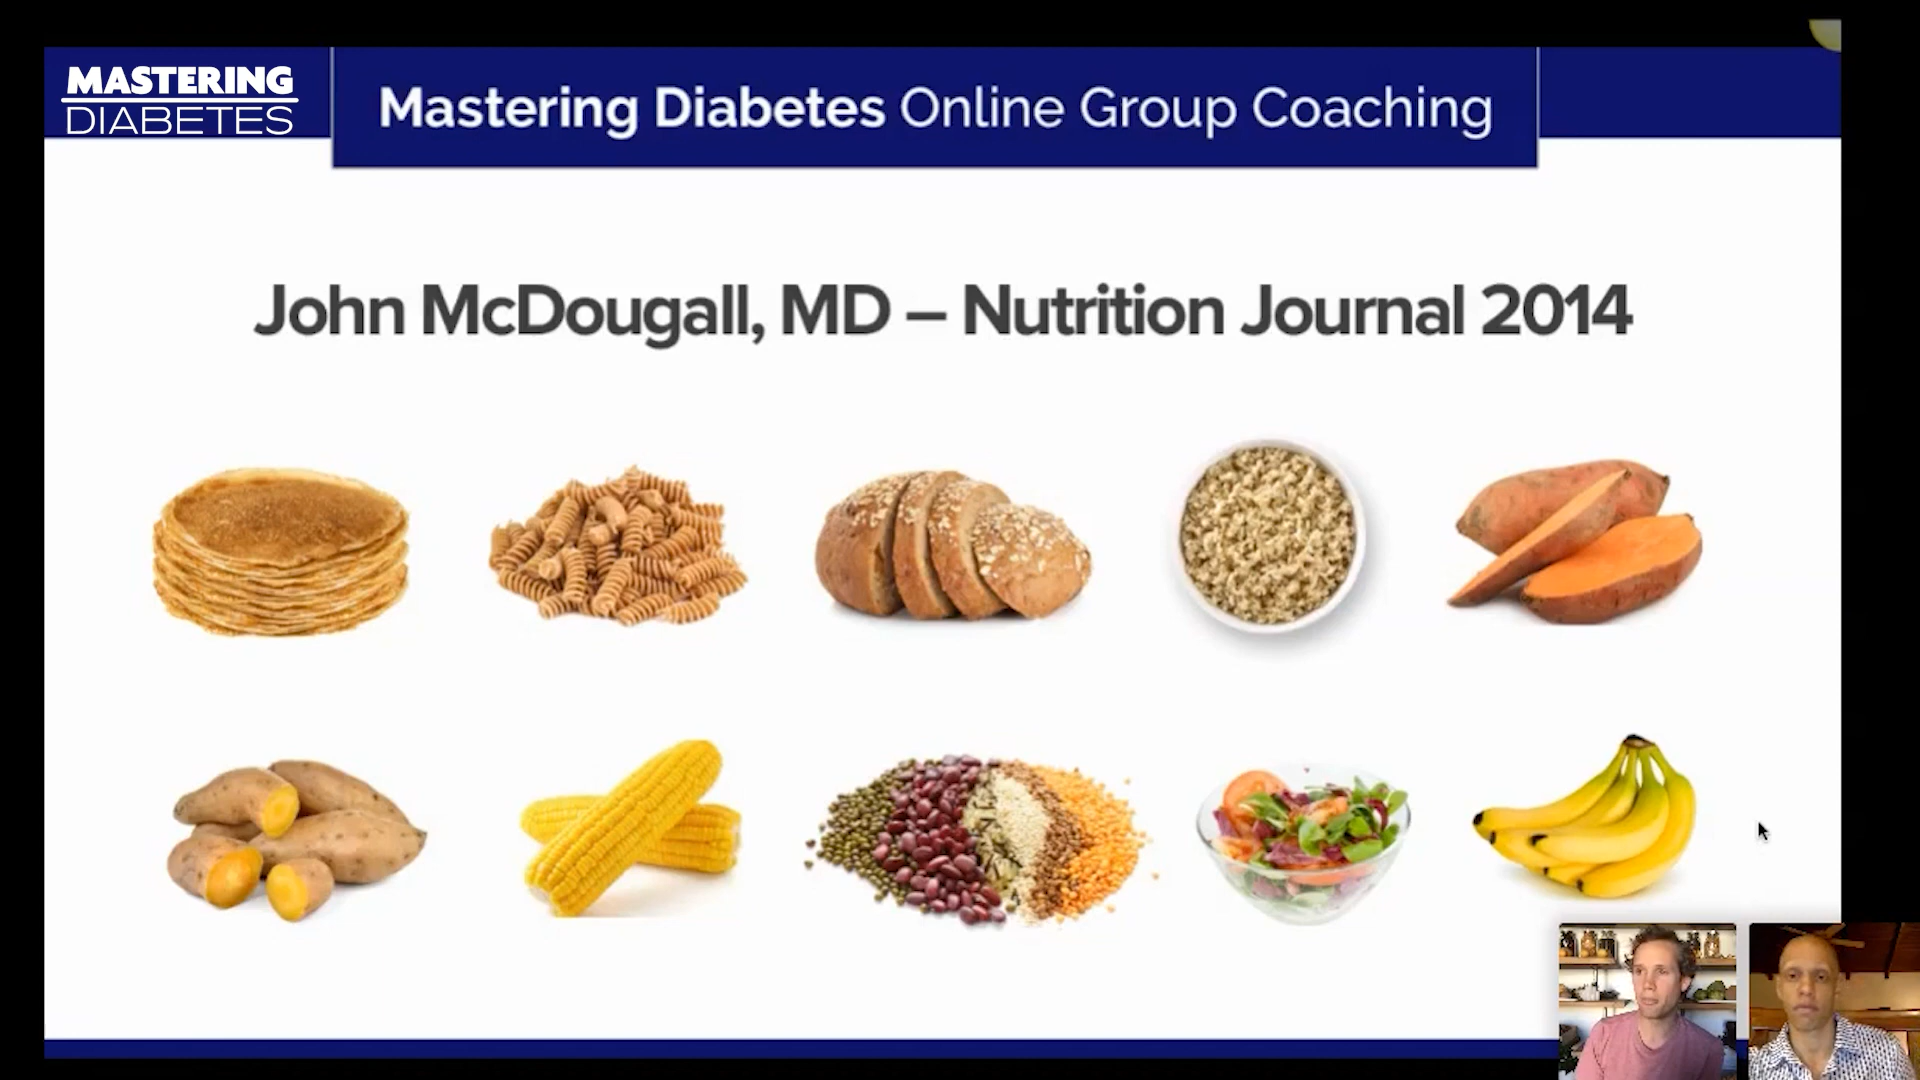 MASTERING
DIABETES
Mastering Diabetes Online Group Coaching
John McDougall, MD – Nutrition Journal 2014